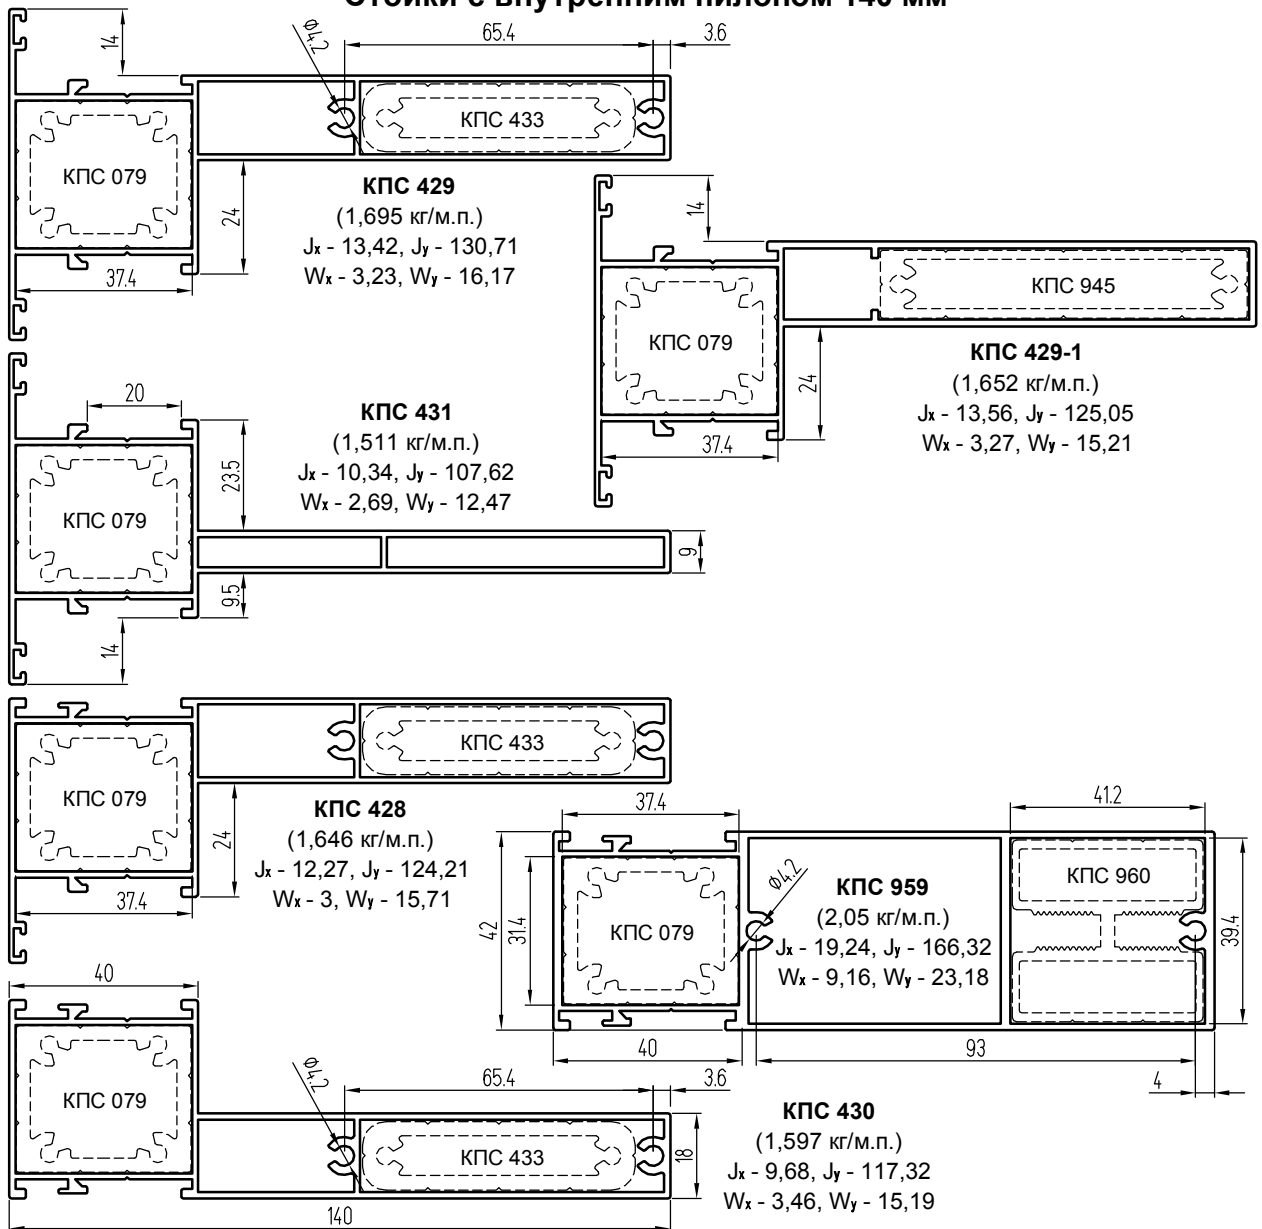 Стойки с внутренним пилоном 140 мм
14
Ø4.2
65.4
3.6
КПС 433
КПС 079
37.4
24
КПС 429
(1,695 кг/м.п.)
Jx - 13,42, Jy - 130,71
Wx - 3,23, Wy - 16,17
14
КПС 945
КПС 079
37.4
24
КПС 429-1
(1,652 кг/м.п.)
Jx - 13,56, Jy - 125,05
Wx - 3,27, Wy - 15,21
20
23.5
КПС 079
9
9.5
14
КПС 431
(1,511 кг/м.п.)
Jx - 10,34, Jy - 107,62
Wx - 2,69, Wy - 12,47
КПС 433
КПС 079
37.4
24
КПС 428
(1,646 кг/м.п.)
Jx - 12,27, Jy - 124,21
Wx - 3, Wy - 15,71
37.4
41.2
42
31.4
КПС 079
Ø4.2
КПС 960
39.4
КПС 959
(2,05 кг/м.п.)
Jx - 19,24, Jy - 166,32
Wx - 9,16, Wy - 23,18
40
93
4
40
КПС 079
Ø4.2
65.4
3.6
КПС 433
18
140
КПС 430
(1,597 кг/м.п.)
Jx - 9,68, Jy - 117,32
Wx - 3,46, Wy - 15,19